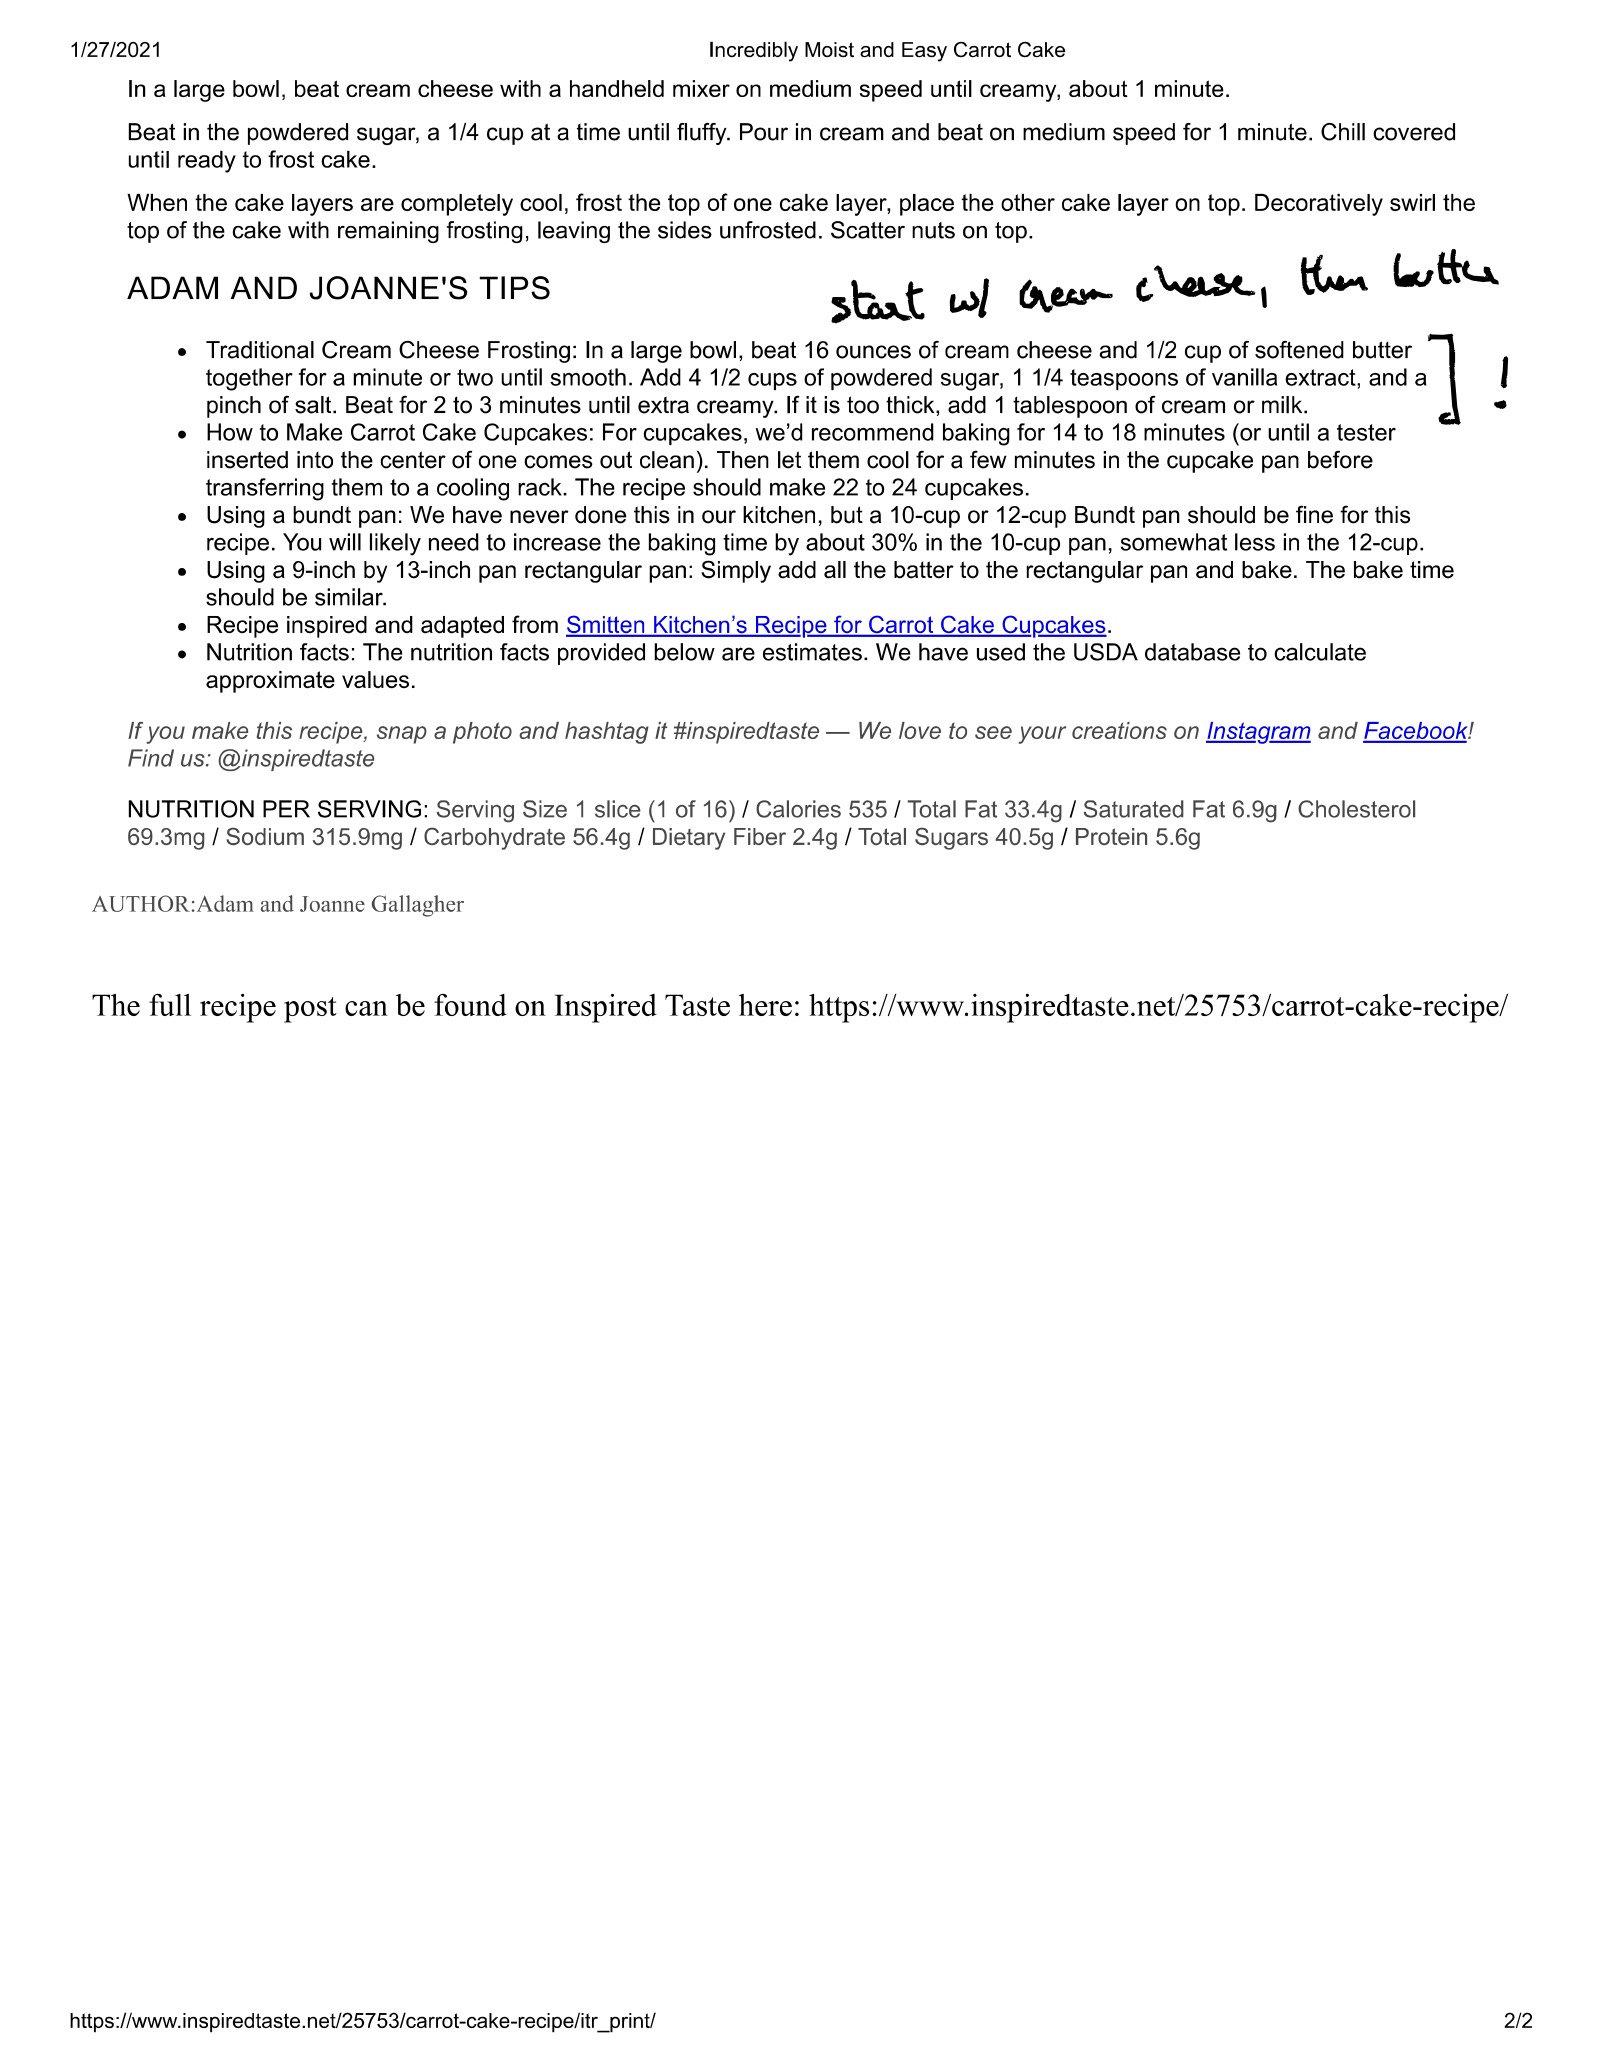 1/27/2021 Incredibly Moist and Easy Carrot Cake
In a large bowl, beat cream cheese with a handheld mixer on medium speed until creamy, about 1 minute.
Beat in the powdered sugar, a 1/4 cup at a time until fluffy. Pour in cream and beat on medium speed for 1 minute. Chill covered
until ready to frost cake.
When the cake layers are completely cool, frost the top of one cake layer, place the other cake layer on top. Decoratively swirl the
top of the cake with remaining frosting, leaving the sides unfrosted. Scatter nuts on top.
ADAM AND JOANNE'S TIPS
start w/ cream cheese, then butter
• Traditional Cream Cheese Frosting: In a large bowl, beat 16 ounces of cream cheese and 1/2 cup of softened butter
together for a minute or two until smooth. Add 4 1/2 cups of powdered sugar, 1 1/4 teaspoons of vanilla extract, and a
pinch of salt. Beat for 2 to 3 minutes until extra creamy. If it is too thick, add 1 tablespoon of cream or milk.
] !
• How to Make Carrot Cake Cupcakes: For cupcakes, we’d recommend baking for 14 to 18 minutes (or until a tester
inserted into the center of one comes out clean). Then let them cool for a few minutes in the cupcake pan before
transferring them to a cooling rack. The recipe should make 22 to 24 cupcakes.
• Using a bundt pan: We have never done this in our kitchen, but a 10-cup or 12-cup Bundt pan should be fine for this
recipe. You will likely need to increase the baking time by about 30% in the 10-cup pan, somewhat less in the 12-cup.
• Using a 9-inch by 13-inch pan rectangular pan: Simply add all the batter to the rectangular pan and bake. The bake time
should be similar.
• Recipe inspired and adapted from Smitten Kitchen’s Recipe for Carrot Cake Cupcakes.
• Nutrition facts: The nutrition facts provided below are estimates. We have used the USDA database to calculate
approximate values.
If you make this recipe, snap a photo and hashtag it #inspiredtaste — We love to see your creations on Instagram and Facebook!
Find us: @inspiredtaste
NUTRITION PER SERVING: Serving Size 1 slice (1 of 16) / Calories 535 / Total Fat 33.4g / Saturated Fat 6.9g / Cholesterol
69.3mg / Sodium 315.9mg / Carbohydrate 56.4g / Dietary Fiber 2.4g / Total Sugars 40.5g / Protein 5.6g
AUTHOR:Adam and Joanne Gallagher
The full recipe post can be found on Inspired Taste here: https://www.inspiredtaste.net/25753/carrot-cake-recipe/
https://www.inspiredtaste.net/25753/carrot-cake-recipe/itr_print/ 2/2